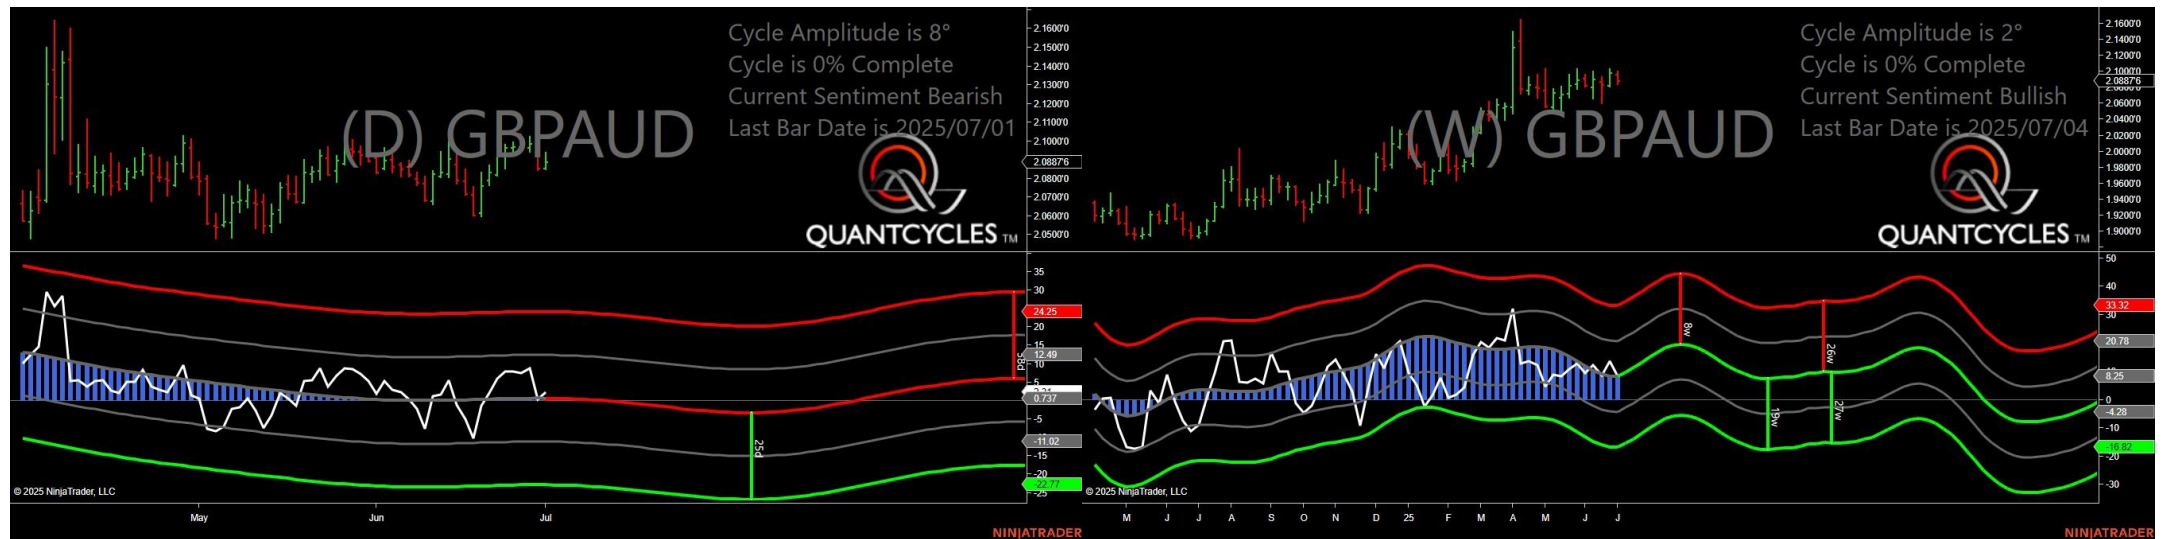 Cycle Amplitude is 8°
Cycle is 0% Complete
Current Sentiment Bearish
Last Bar Date is 2025/07/01
(D) GBPAUD
QUANTCYCLES TM
2.1600'0
2.1500'0
2.1400'0
2.1300'0
2.1200'0
2.1100'0
2.1000'0
2.0887'6
2.0800'0
2.0700'0
2.0600'0
2.0500'0
35
30
24.25
20
15
12.49
10
5
0.737
-5
-11.02
-15
-20
-22.77
-25
58d
25d
© 2025 NinjaTrader, LLC
May Jun Jul
NINJATRADER
Cycle Amplitude is 2°
Cycle is 0% Complete
Current Sentiment Bullish
Last Bar Date is 2025/07/04
(W) GBPAUD
QUANTCYCLES TM
2.1600'0
2.1400'0
2.1200'0
2.1000'0
2.0887'6
2.0600'0
2.0400'0
2.0200'0
2.0000'0
1.9800'0
1.9600'0
1.9400'0
1.9200'0
1.9000'0
50
40
33.32
30
20.78
8.25
0
-4.28
-10
-16.82
-20
-30
8w
26w
19w
27w
© 2025 NinjaTrader, LLC
M J J A S O N D 25 F M A M J J
NINJATRADER